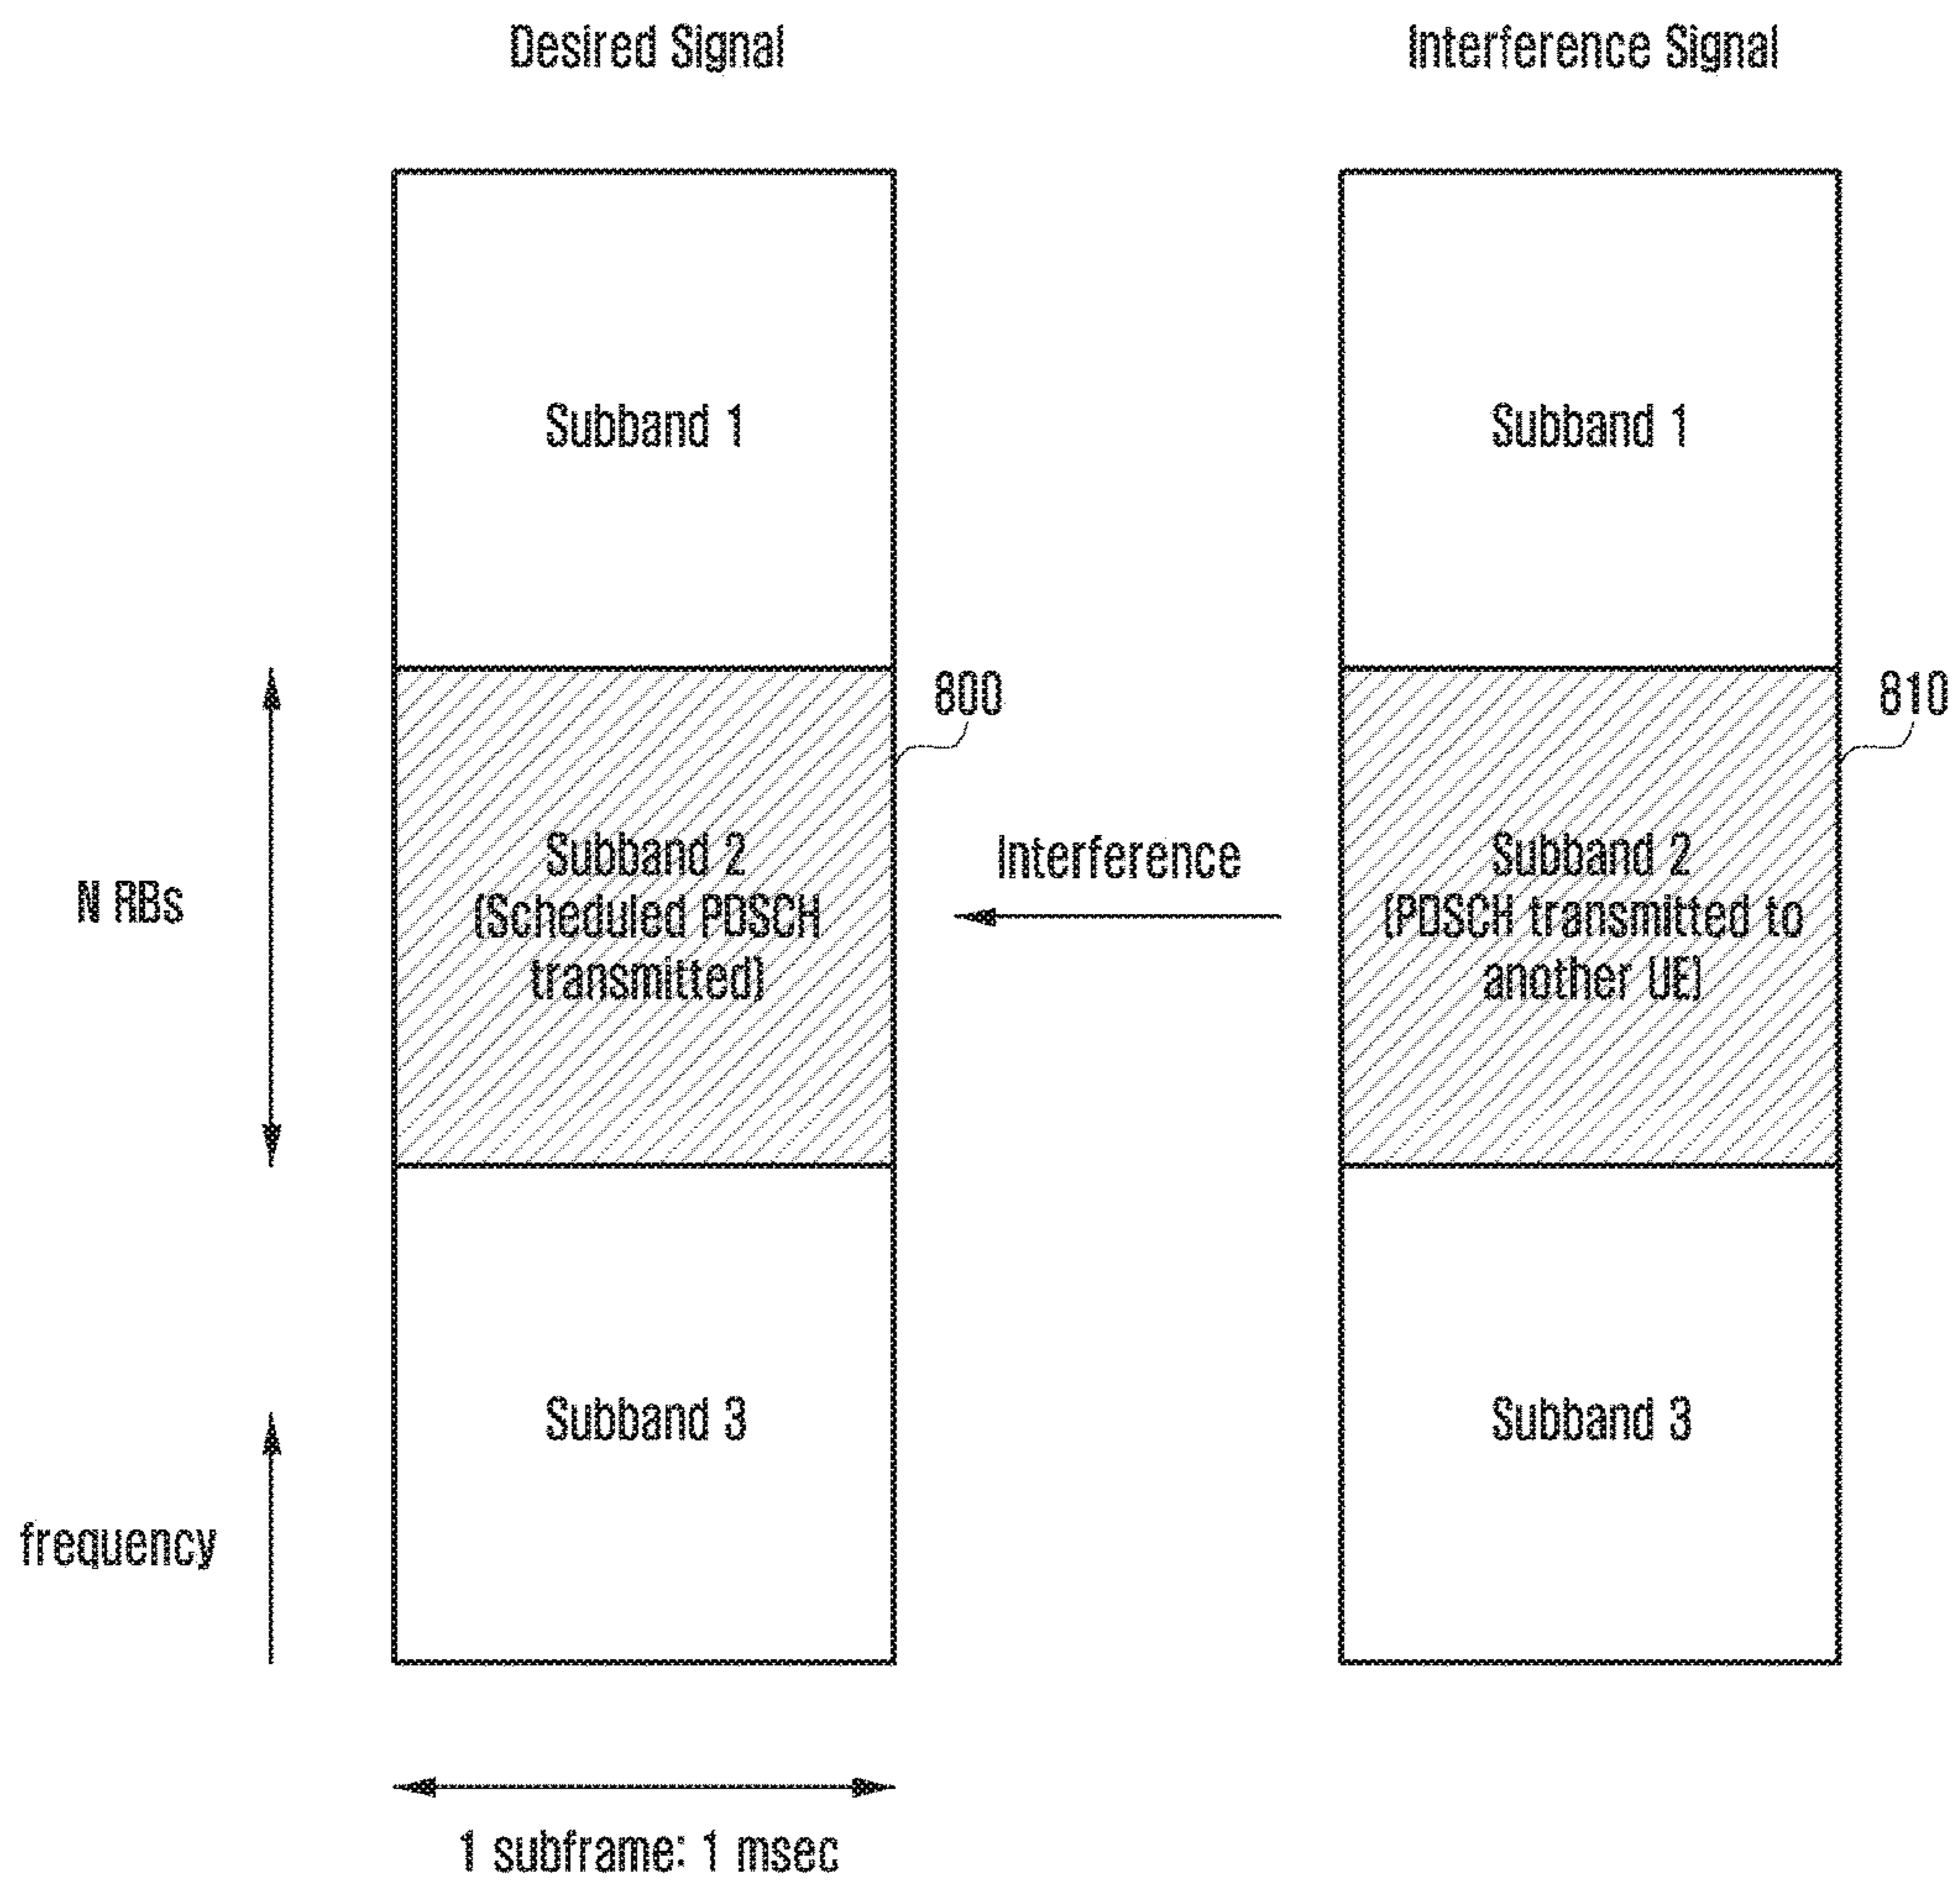 Desired Signal
Interference Signal
Subband 1
Subband 1
800
810
N RBs
Subband 2
(Scheduled PDSCH
transmitted)
Interference
Subband 2
(PDSCH transmitted to
another UE)
Subband 3
Subband 3
frequency
1 subframe: 1 msec